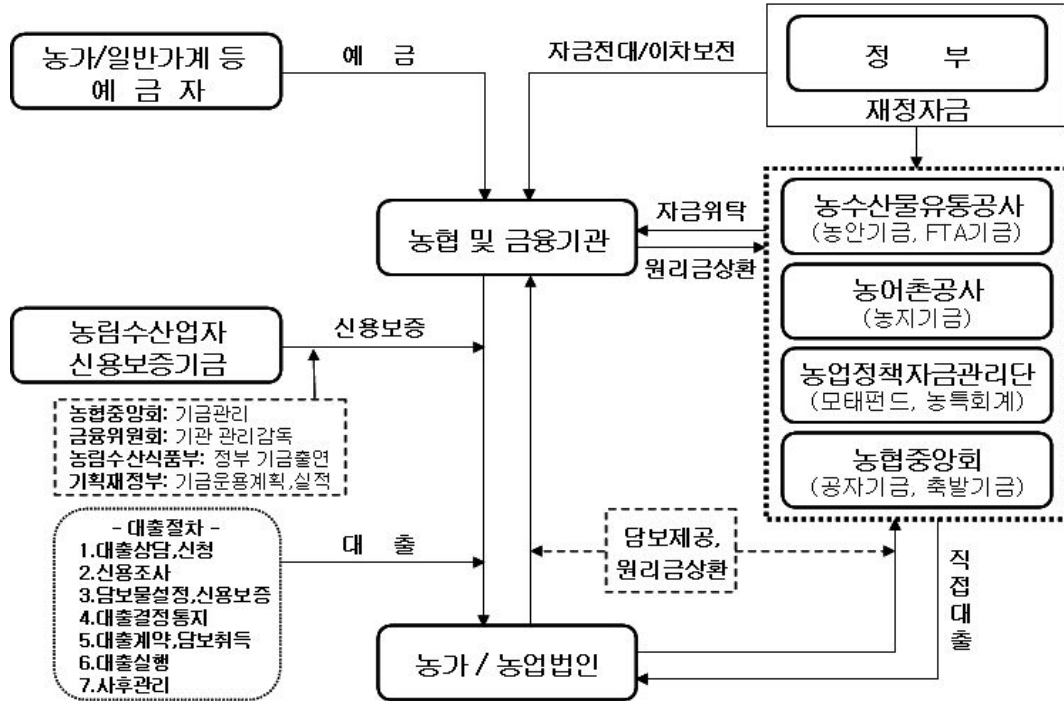 농가/일반가계 등
예 금 자
예 금
자금전대/이차보전
정 부
재정자금
농협 및 금융기관
자금위탁
원리금상환
농수산물유통공사
(농안기금, FTA기금)
농어촌공사
(농지기금)
농업정책자금관리단
(모태펀드, 농특회계)
농협중앙회
(공자기금, 축발기금)
농림수산업자
신용보증기금
신용보증
농협중앙회: 기금관리
금융위원회: 기관 관리감독
농림수산식품부: 정부 기금출연
기획재정부: 기금운용계획,실적
- 대출절차 -
1.대출상담,신청
2.신용조사
3.담보물설정,신용보증
4.대출결정통지
5.대출계약,담보취득
6.대출실행
7.사후관리
대 출
담보제공,
원리금상환
직
접
대
출
농가 / 농업법인